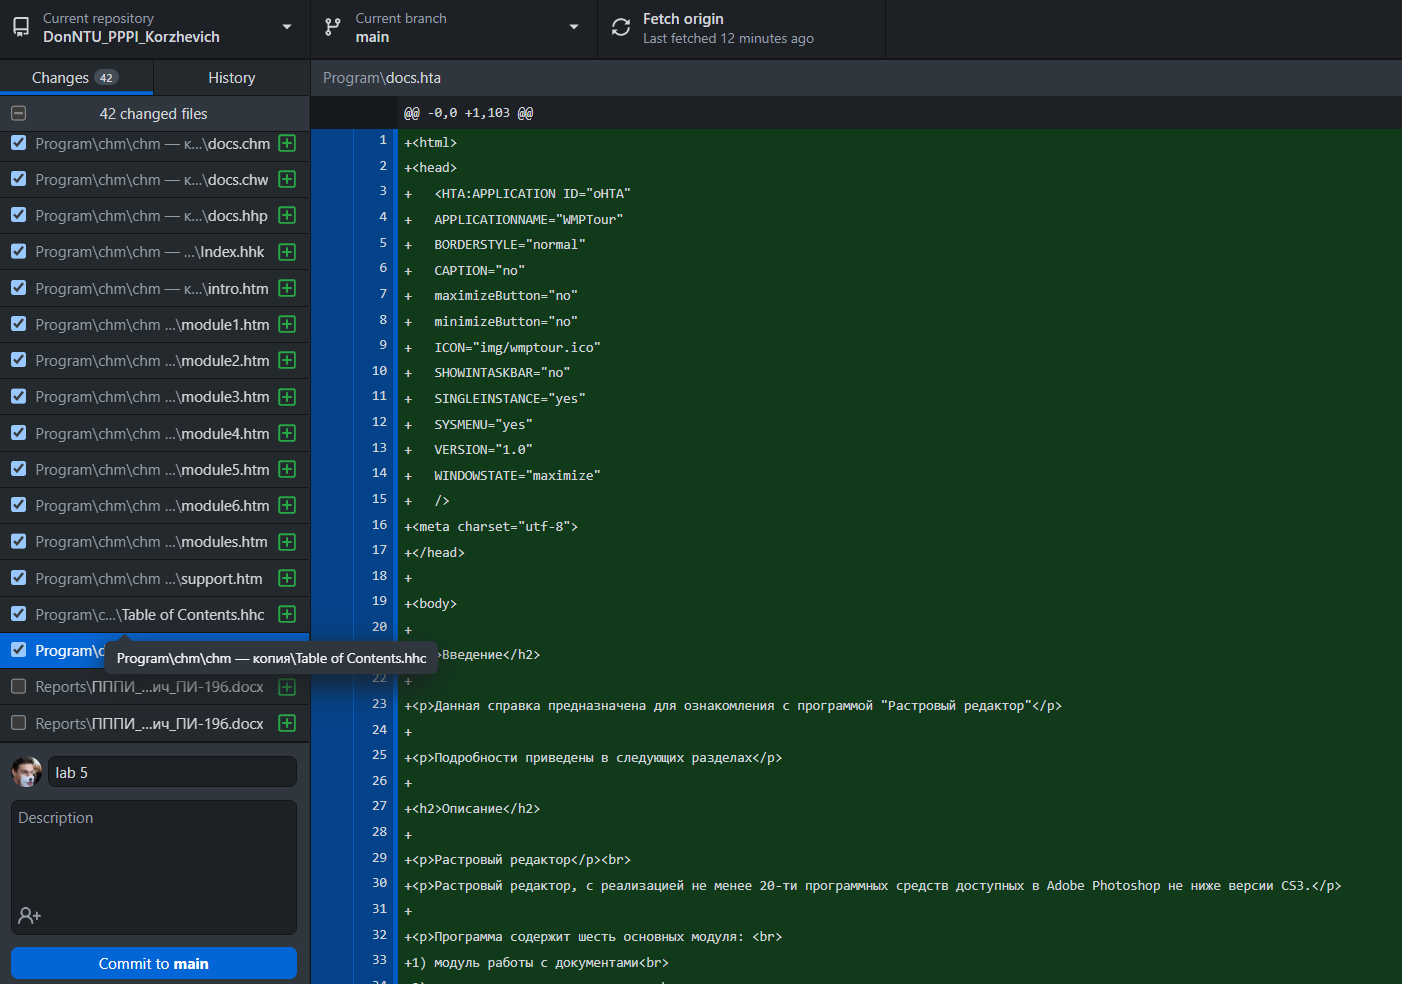 Current repository
DonNTU_PPPI_Korzhevich
Current branch
main
Fetch origin
Last fetched 12 minutes ago
Changes 42
History
Program\docs.hta
42 changed files
@@ -0,0 +1,103 @@
Program\chm\chm — к...\docs.chm
Program\chm\chm — к...\docs.chw
Program\chm\chm — к...\docs.hhp
Program\chm\chm — ...\Index.hhk
Program\chm\chm — к...\intro.htm
Program\chm\chm ...\module1.htm
Program\chm\chm ...\module2.htm
Program\chm\chm ...\module3.htm
Program\chm\chm ...\module4.htm
Program\chm\chm ...\module5.htm
Program\chm\chm ...\module6.htm
Program\chm\chm ...\modules.htm
Program\chm\chm ...\support.htm
Program\c...\Table of Contents.hhc
Program\c
Program\chm\chm — копия\Table of Contents.hhc
Reports\ПППИ_...ич_ПИ-196.docx
Reports\ПППИ_...ич_ПИ-196.docx
lab 5
Description
Commit to main
1 +<html>
2 +<head>
3 + <HTA:APPLICATION ID="oHTA"
4 + APPLICATIONNAME="WMPTour"
5 + BORDERSTYLE="normal"
6 + CAPTION="no"
7 + maximizeButton="no"
8 + minimizeButton="no"
9 + ICON="img/wmptour.ico"
10 + SHOWINTASKBAR="no"
11 + SINGLEINSTANCE="yes"
12 + SYSMENU="yes"
13 + VERSION="1.0"
14 + WINDOWSTATE="maximize"
15 + />
16 +<meta charset="utf-8">
17 +</head>
18 +
19 +<body>
20 +
>Введение</h2>
22 +
23 +<p>Данная справка предназначена для ознакомления с программой "Растровый редактор"</p>
24 +
25 +<p>Подробности приведены в следующих разделах</p>
26 +
27 +<h2>Описание</h2>
28 +
29 +<p>Растровый редактор</p><br>
30 +<p>Растровый редактор, с реализацией не менее 20-ти программных средств доступных в Adobe Photoshop не ниже версии CS3.</p>
31 +
32 +<p>Программа содержит шесть основных модуля: <br>
33 +1) модуль работы с документами<br>